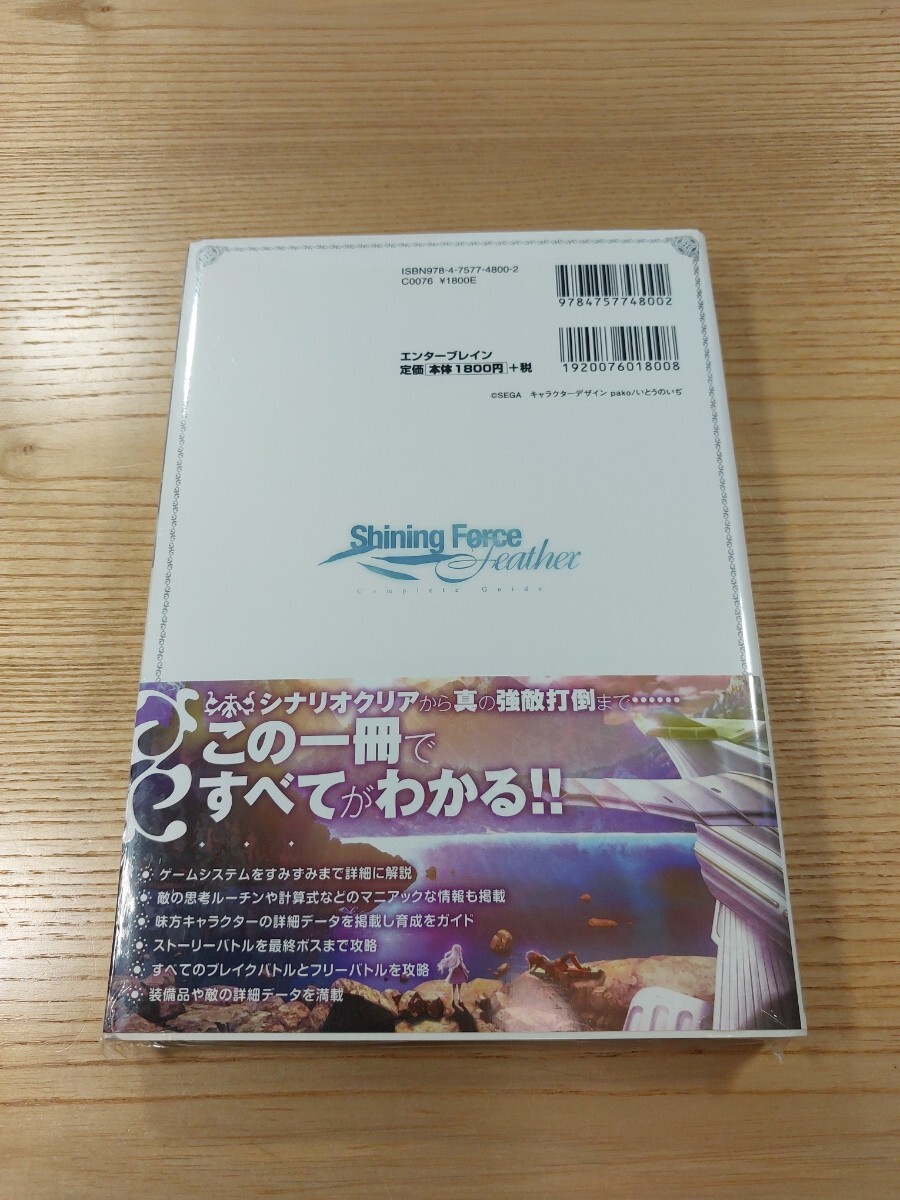 ISBN978-4-7577-4800-2
C0076 ¥1800E
9784757748002
エンターブレイン
定価 本体1800円 +税
1920076018008
©SEGA キャラクターデザイン pako/いとうのいぢ
Shining Force
Feather
Complete Guide
シナリオクリアから真の強敵打倒まで……
この一冊で
すべてがわかる!!
ゲームシステムをすみずみまで詳細に解説
敵の思考ルーチンや計算式などのマニアックな情報も掲載
味方キャラクターの詳細データを掲載し育成をガイド
ストーリーバトルを最終ボスまで攻略
すべてのブレイクバトルとフリーバトルを攻略
装備品や敵の詳細データを満載